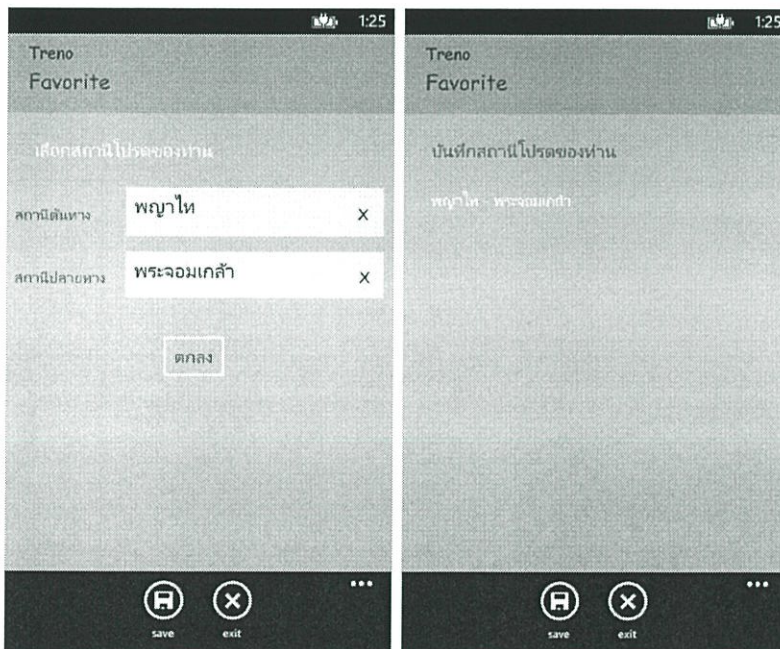 1:25
Treno
Favorite
เลือกสถานีโปรดของท่าน
สถานีต้นทาง
พญาไท
X
สถานีปลายทาง
พระจอมเกล้า
X
ตกลง
...
save
exit
1:25
Treno
Favorite
บันทึกสถานีโปรดของท่าน
พญาไท - พระจอมเกล้า
...
save
exit